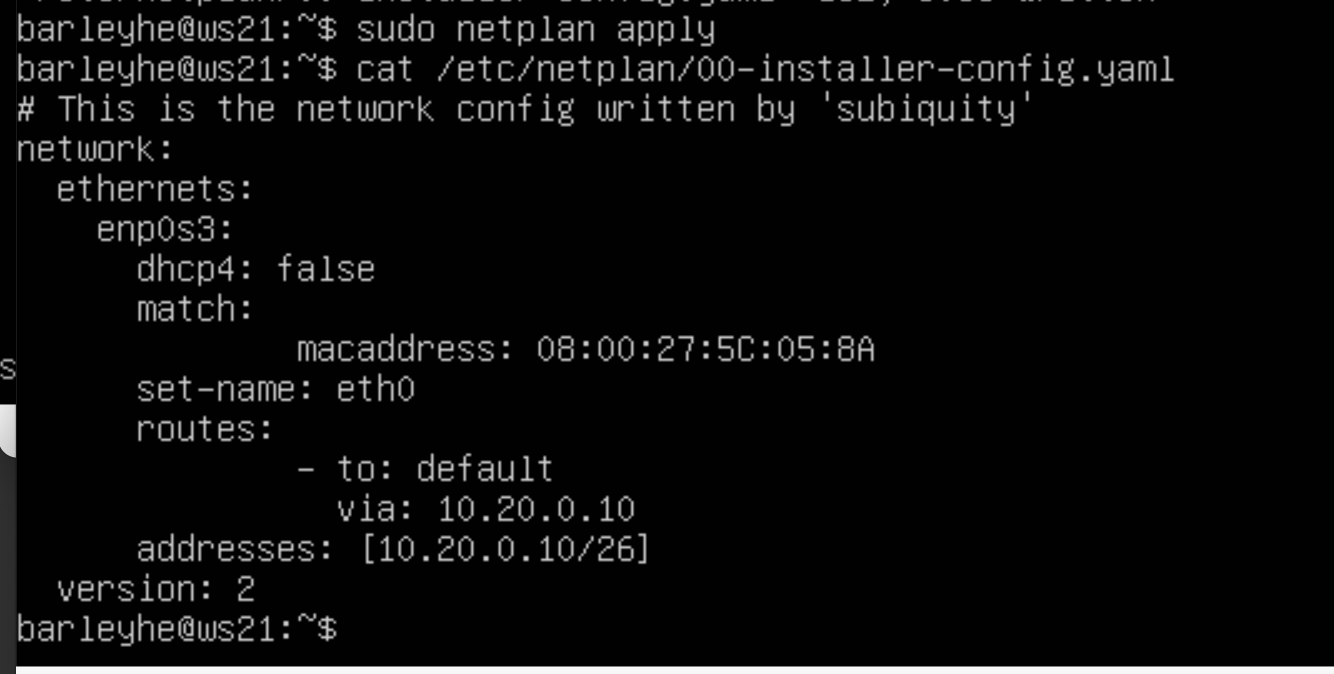 barleyhe@ws21:~$ sudo netplan apply
barleyhe@ws21:~$ cat /etc/netplan/00-installer-config.yaml
# This is the network config written by 'subiquity'
network:
  ethernets:
    enp0s3:
      dhcp4: false
      match:
              macaddress: 08:00:27:5C:05:8A
      set-name: eth0
      routes:
              - to: default
                via: 10.20.0.10
      addresses: [10.20.0.10/26]
  version: 2
barleyhe@ws21:~$